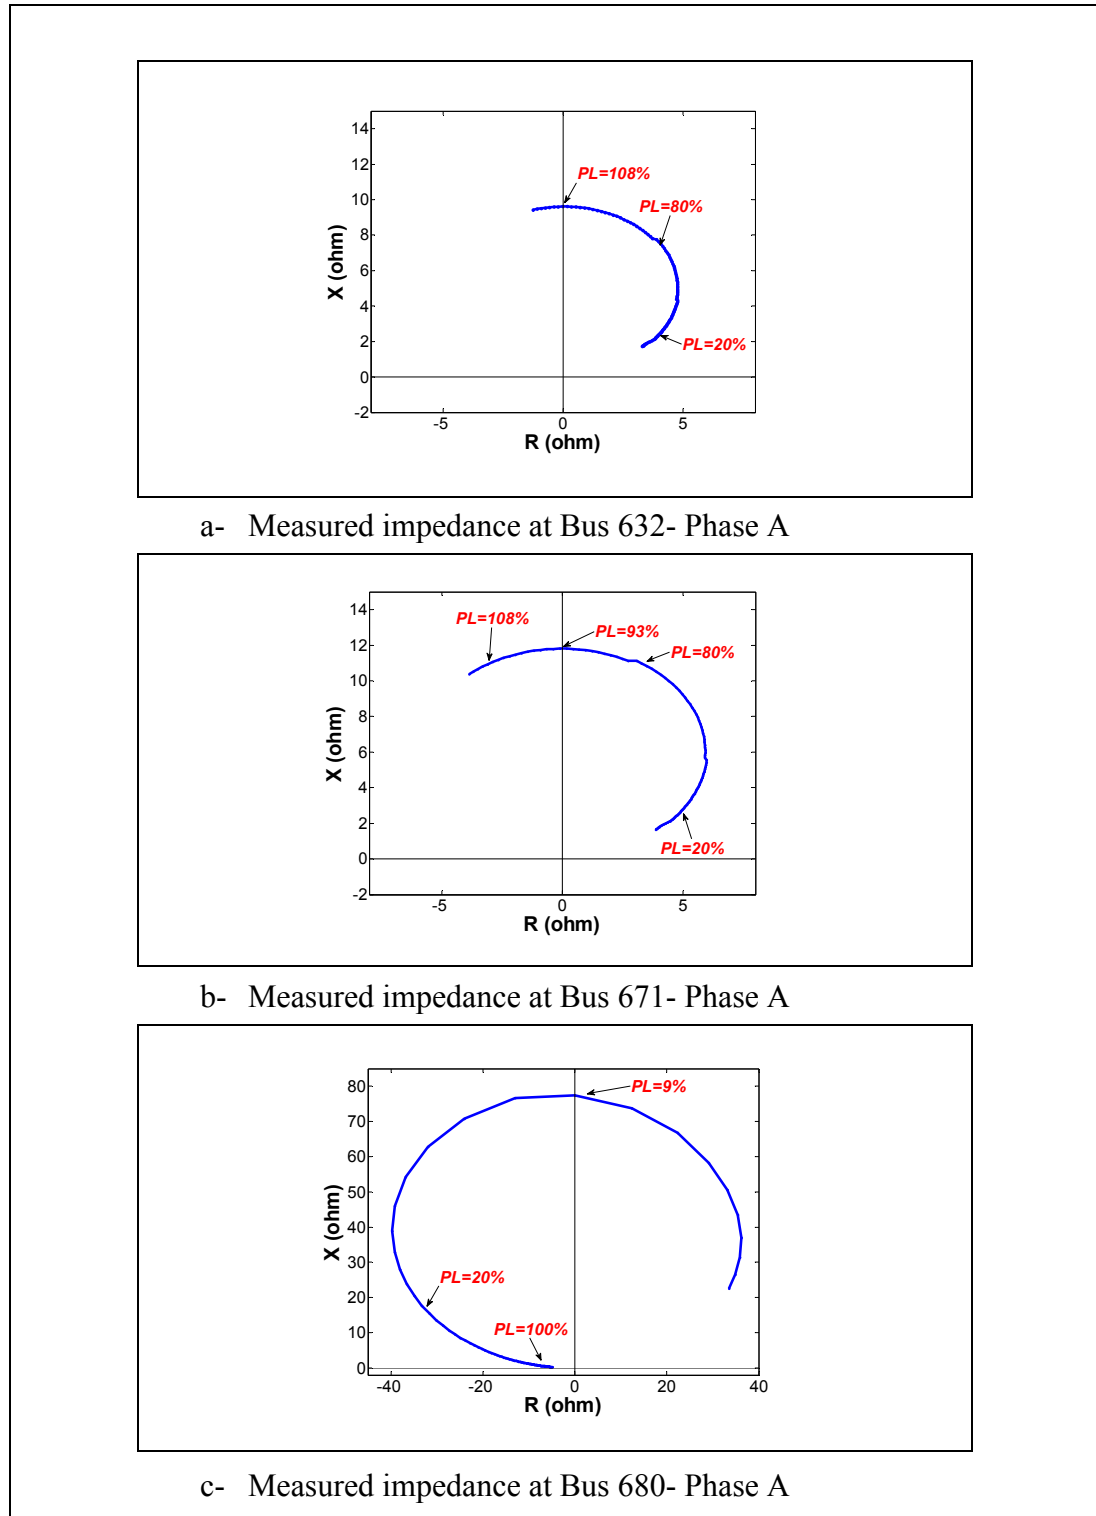 14
12
10
8
6
4
2
0
-2
-5
0
5
X (ohm)
R (ohm)
PL=108%
PL=80%
PL=20%
a- Measured impedance at Bus 632- Phase A
14
12
10
8
6
4
2
0
-2
-5
0
5
X (ohm)
R (ohm)
PL=108%
PL=93%
PL=80%
PL=20%
b- Measured impedance at Bus 671- Phase A
80
70
60
50
40
30
20
10
0
-40
-20
0
20
40
X (ohm)
R (ohm)
PL=9%
PL=20%
PL=100%
c- Measured impedance at Bus 680- Phase A